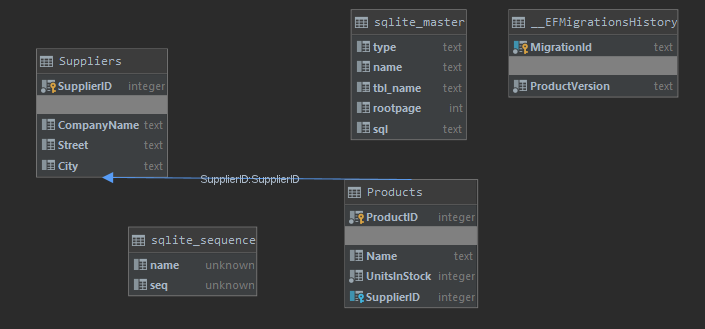 Suppliers
SupplierID integer
CompanyName text
Street text
City text
sqlite_master
type text
name text
tbl_name text
rootpage int
sql text
__EFMigrationsHistory
MigrationId text
ProductVersion text
SupplierID:SupplierID
Products
ProductID integer
Name text
UnitsInStock integer
SupplierID integer
sqlite_sequence
name unknown
seq unknown